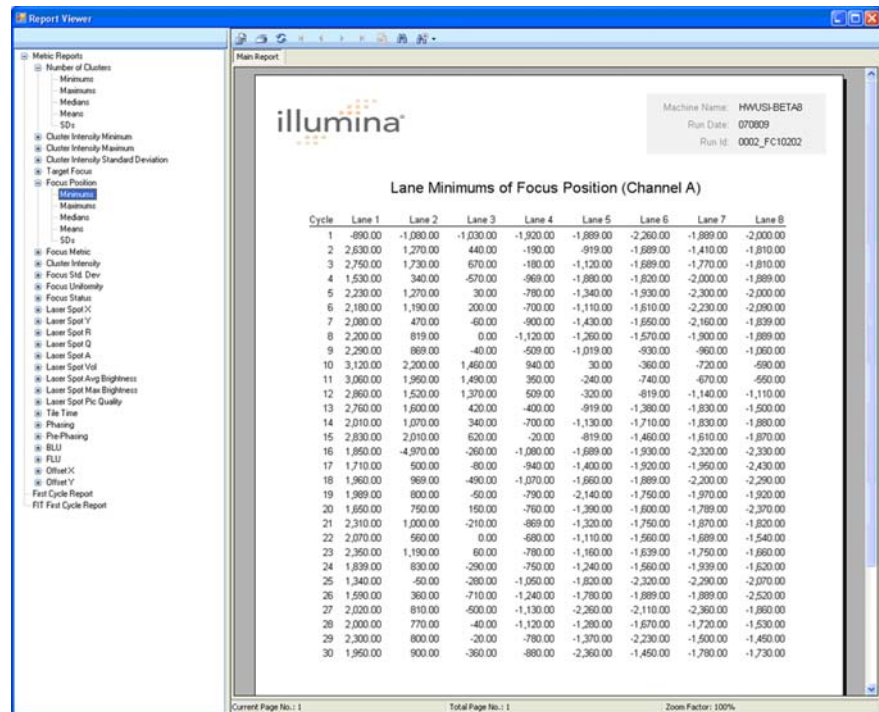 Report Viewer
Metric Reports
Number of Clusters
Minimums
Maximums
Medians
Means
SDs
Cluster Intensity Minimum
Cluster Intensity Maximum
Cluster Intensity Standard Deviation
Target Focus
Focus Position
Minimums
Maximums
Medians
Means
SDs
Focus Metric
Cluster Intensity
Focus Std. Dev
Focus Uniformity
Focus Status
Laser Spot X
Laser Spot Y
Laser Spot R
Laser Spot Q
Laser Spot A
Laser Spot Vol
Laser Spot Avg Brightness
Laser Spot Max Brightness
Laser Spot Pic Quality
Tile Time
Phasing
Pre-Phasing
BLU
FLU
Offset X
Offset Y
First Cycle Report
FIT First Cycle Report
Main Report
illumina
Machine Name: HWUSI-BETA8
Run Date: 070809
Run Id: 0002_FC10202
Lane Minimums of Focus Position (Channel A)
Cycle Lane 1 Lane 2 Lane 3 Lane 4 Lane 5 Lane 6 Lane 7 Lane 8
1 -890.00 -1,080.00 -1,030.00 -1,920.00 -1,889.00 -2,260.00 -1,889.00 -2,000.00
2 2,630.00 1,270.00 440.00 -190.00 -919.00 -1,689.00 -1,410.00 -1,810.00
3 2,750.00 1,730.00 670.00 -180.00 -1,120.00 -1,689.00 -1,770.00 -1,810.00
4 1,530.00 340.00 -570.00 -969.00 -1,880.00 -1,820.00 -2,000.00 -1,889.00
5 2,230.00 1,270.00 30.00 -780.00 -1,340.00 -1,930.00 -2,300.00 -2,000.00
6 2,180.00 1,190.00 200.00 -700.00 -1,110.00 -1,610.00 -2,230.00 -2,090.00
7 2,080.00 470.00 -60.00 -900.00 -1,430.00 -1,650.00 -2,160.00 -1,839.00
8 2,200.00 819.00 0.00 -1,120.00 -1,260.00 -1,570.00 -1,900.00 -1,889.00
9 2,290.00 869.00 -40.00 -509.00 -1,019.00 -930.00 -960.00 -1,060.00
10 3,120.00 2,200.00 1,460.00 940.00 30.00 -360.00 -720.00 -590.00
11 3,060.00 1,950.00 1,490.00 350.00 -240.00 -740.00 -670.00 -550.00
12 2,860.00 1,520.00 1,370.00 509.00 -320.00 -819.00 -1,140.00 -1,110.00
13 2,760.00 1,600.00 420.00 -400.00 -919.00 -1,380.00 -1,830.00 -1,500.00
14 2,010.00 1,070.00 340.00 -700.00 -1,130.00 -1,710.00 -1,830.00 -1,880.00
15 2,830.00 2,010.00 620.00 -20.00 -819.00 -1,460.00 -1,610.00 -1,870.00
16 1,850.00 -4,970.00 -260.00 -1,080.00 -1,689.00 -1,930.00 -2,320.00 -2,330.00
17 1,710.00 500.00 -80.00 -940.00 -1,400.00 -1,920.00 -1,950.00 -2,430.00
18 1,960.00 969.00 -490.00 -1,070.00 -1,660.00 -1,889.00 -2,200.00 -2,290.00
19 1,989.00 800.00 -50.00 -790.00 -2,140.00 -1,750.00 -1,970.00 -1,920.00
20 1,650.00 750.00 150.00 -760.00 -1,390.00 -1,600.00 -1,789.00 -2,370.00
21 2,310.00 1,000.00 -210.00 -869.00 -1,320.00 -1,750.00 -1,870.00 -1,820.00
22 2,070.00 560.00 0.00 -680.00 -1,110.00 -1,560.00 -1,689.00 -1,540.00
23 2,350.00 1,190.00 60.00 -780.00 -1,160.00 -1,639.00 -1,750.00 -1,660.00
24 1,839.00 830.00 -290.00 -750.00 -1,240.00 -1,560.00 -1,939.00 -1,620.00
25 1,340.00 -50.00 -280.00 -1,050.00 -1,820.00 -2,320.00 -2,290.00 -2,070.00
26 1,590.00 360.00 -710.00 -1,240.00 -1,780.00 -1,889.00 -1,889.00 -2,520.00
27 2,020.00 810.00 -500.00 -1,130.00 -2,260.00 -2,110.00 -2,360.00 -1,860.00
28 2,000.00 770.00 -40.00 -1,120.00 -1,280.00 -1,670.00 -1,720.00 -1,530.00
29 2,300.00 800.00 -20.00 -780.00 -1,370.00 -2,230.00 -1,500.00 -1,450.00
30 1,950.00 900.00 -360.00 -880.00 -2,360.00 -1,450.00 -1,780.00 -1,730.00
Current Page No.: 1 Total Page No.: 1 Zoom Factor: 100%